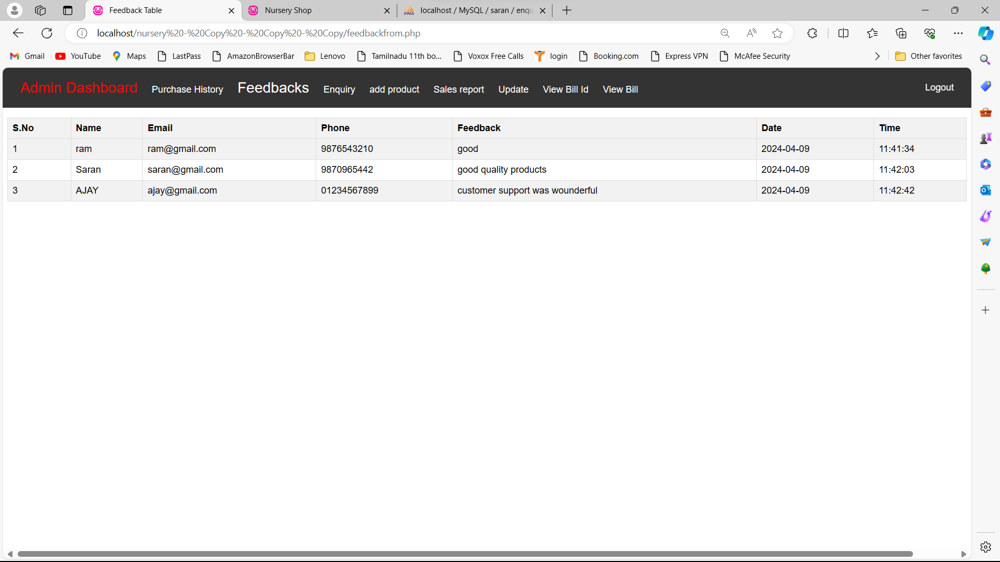 Feedback Table
Nursery Shop
PMA localhost / MySQL / saran / enqu
localhost/nursery%20-%20Copy%20-%20Copy%20-%20Copy/feedbackfrom.php
Gmail YouTube Maps LastPass AmazonBrowserBar Lenovo Tamilnadu 11th bo... Voxox Free Calls login Booking.com Express VPN McAfee Security Other favorites
Admin Dashboard Purchase History Feedbacks Enquiry add product Sales report Update View Bill Id View Bill Logout
S.No Name Email Phone Feedback Date Time
1 ram ram@gmail.com 9876543210 good 2024-04-09 11:41:34
2 Saran saran@gmail.com 9870965442 good quality products 2024-04-09 11:42:03
3 AJAY ajay@gmail.com 01234567899 customer support was wounderful 2024-04-09 11:42:42